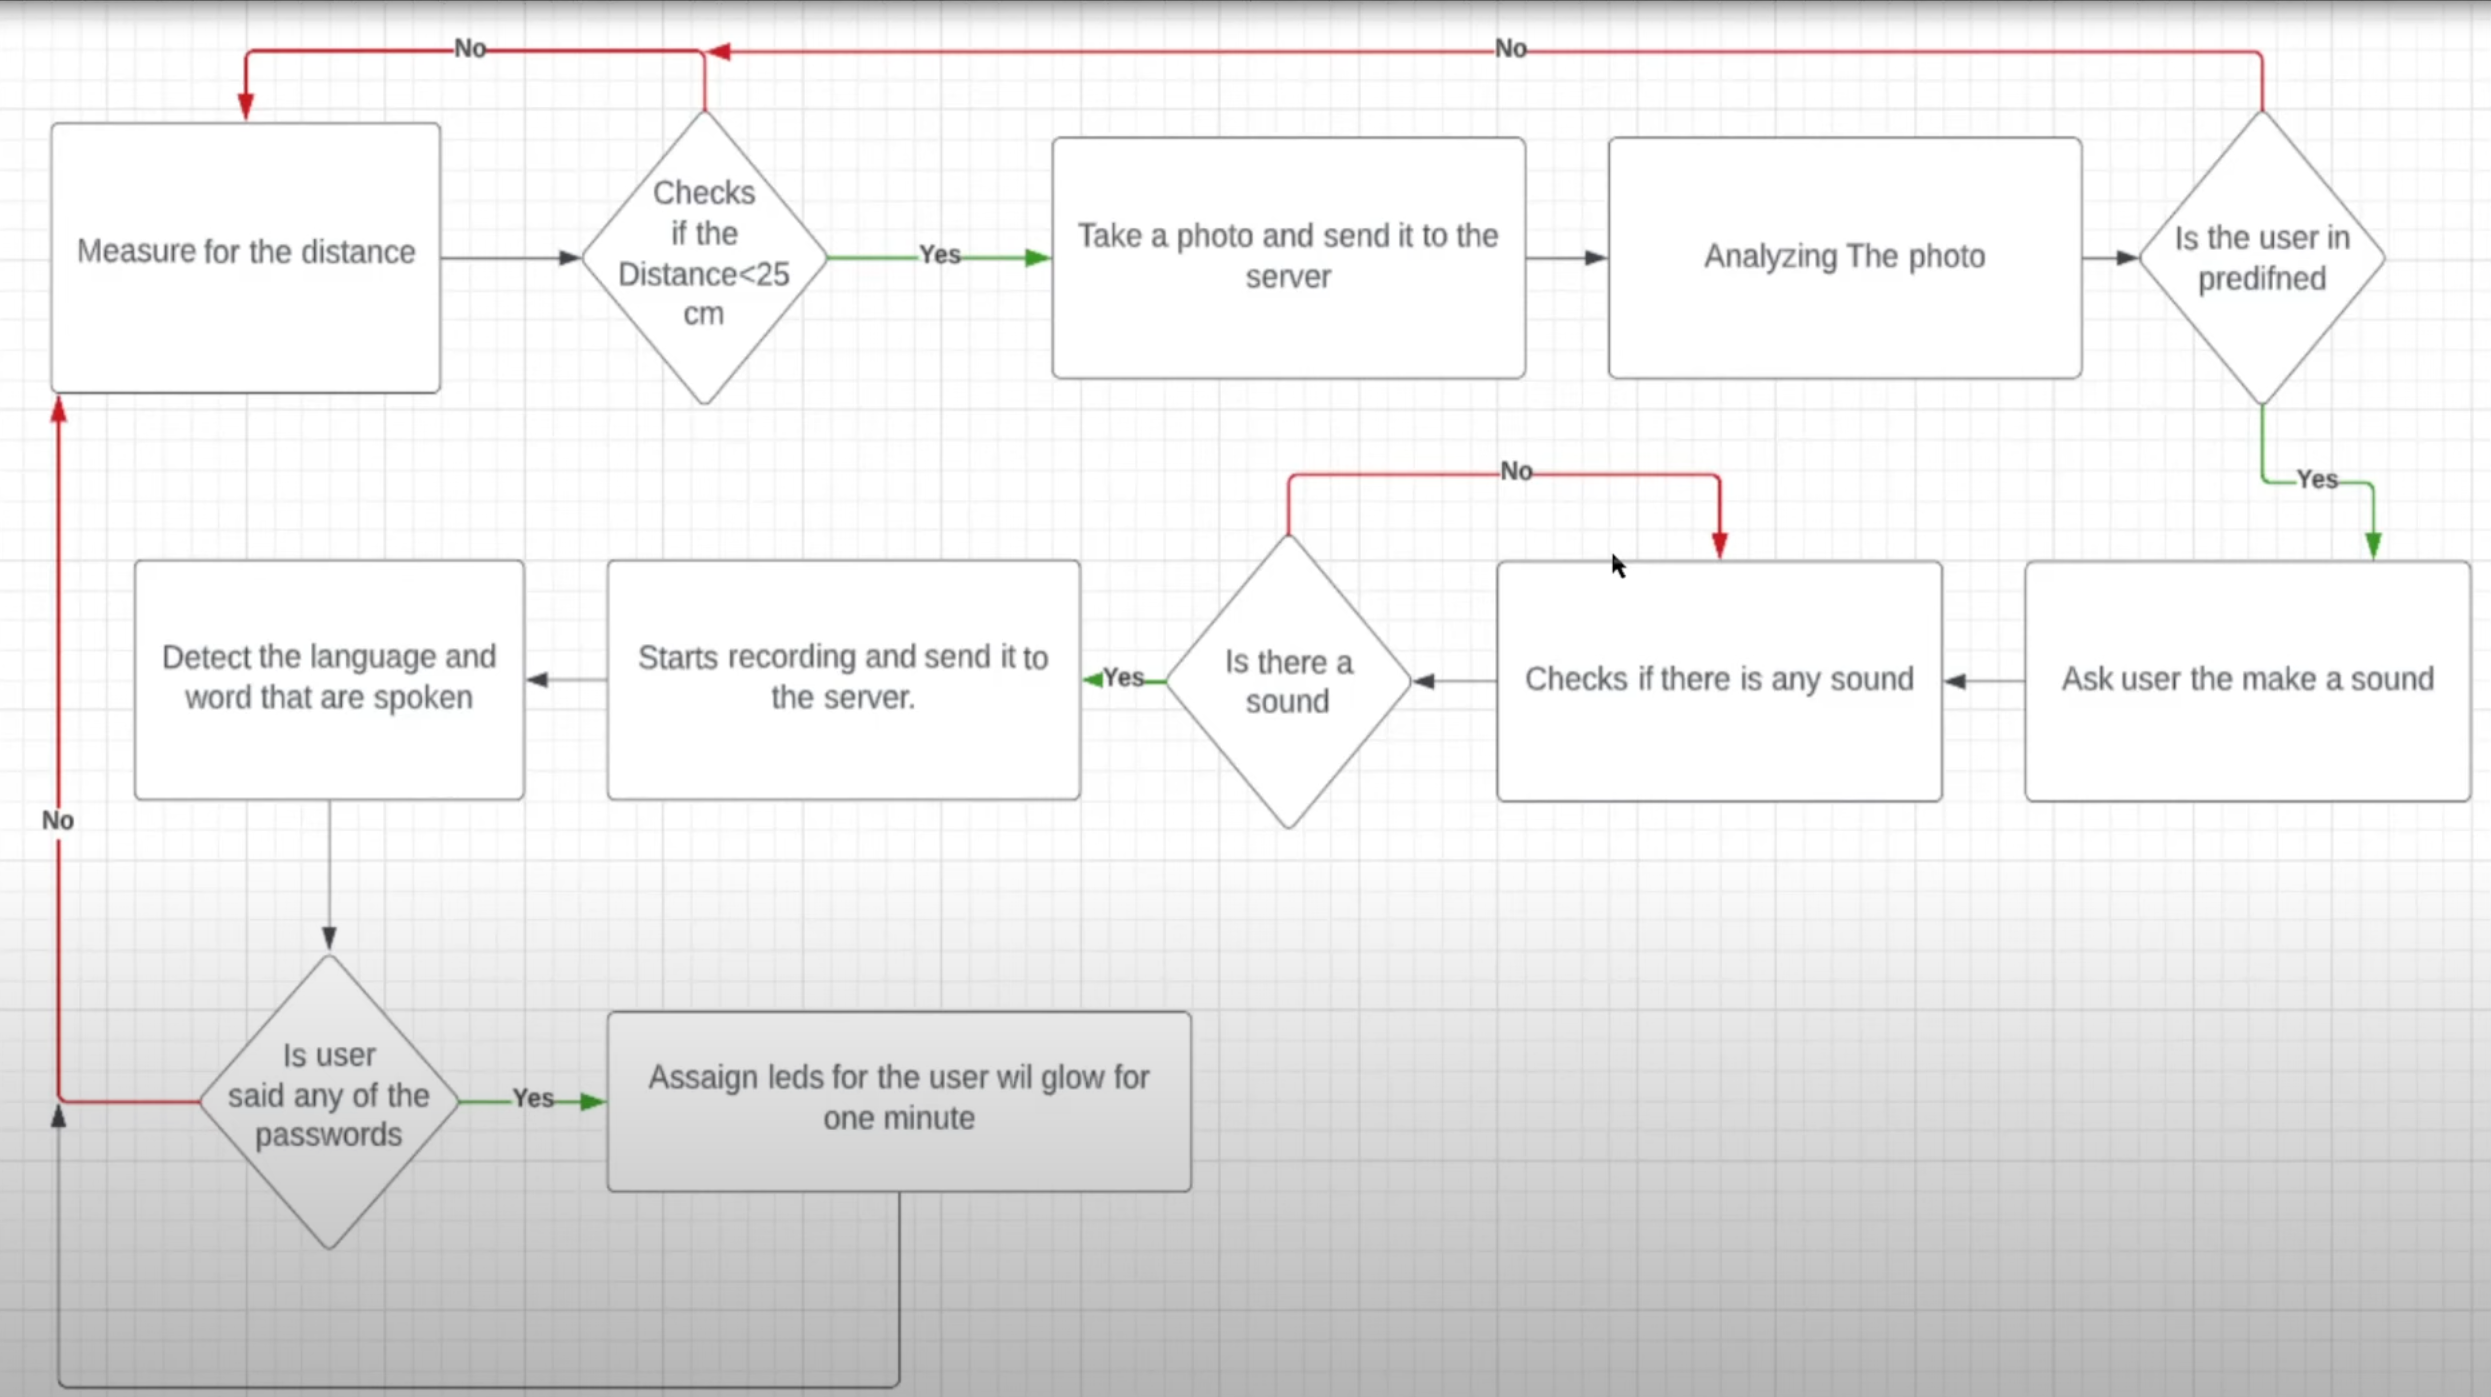 No
No
Measure for the distance
Checks
if the
Distance<25
cm
Yes
Take a photo and send it to the
server
Analyzing The photo
Is the user in
predifned
Yes
No
Ask user the make a sound
Checks if there is any sound
Is there a
sound
Yes
Starts recording and send it to
the server.
Detect the language and
word that are spoken
No
Is user
said any of the
passwords
Yes
Assaign leds for the user wil glow for
one minute